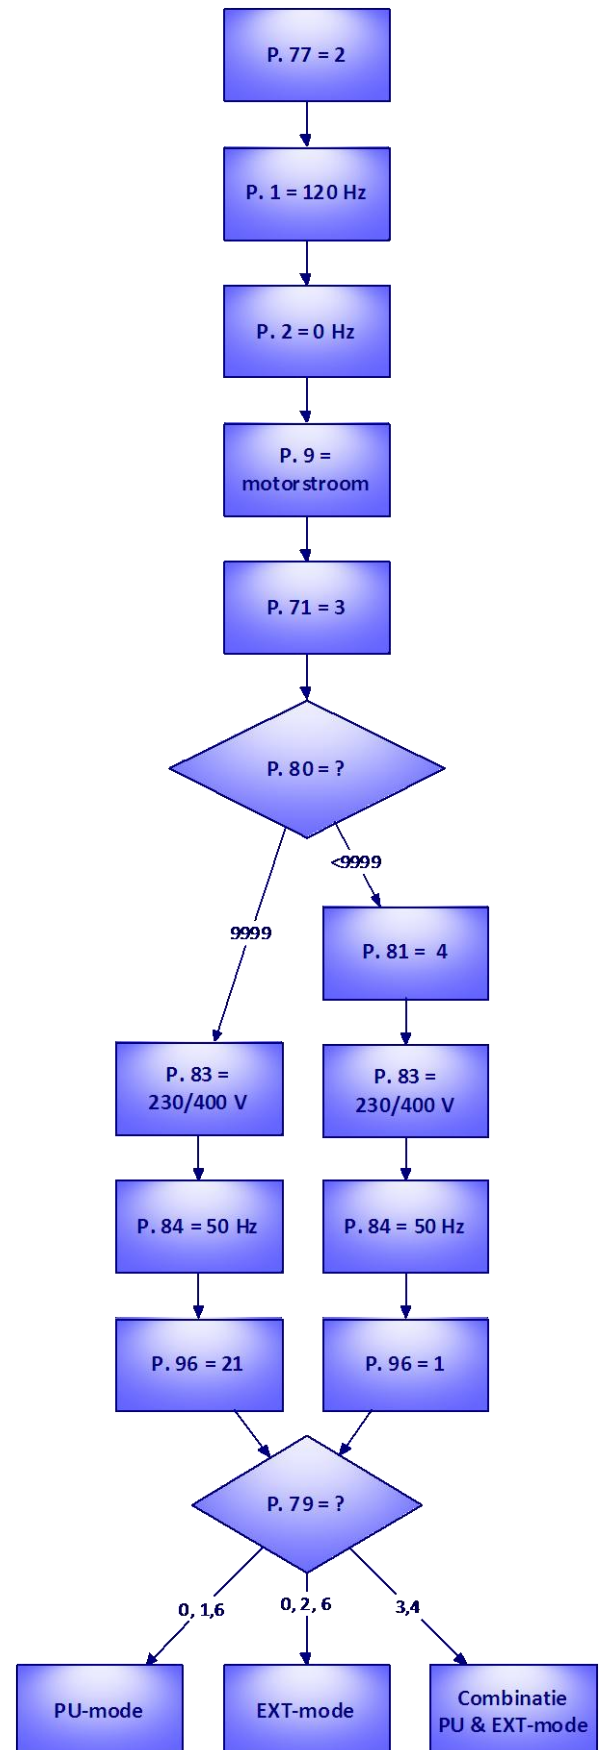 P. 77 = 2
P. 1 = 120 Hz
P. 2 = 0 Hz
P. 9 =
motorstroom
P. 71 = 3
P. 80 = ?
<9999
9999
P. 81 = 4
P. 83 =
230/400 V
P. 83 =
230/400 V
P. 84 = 50 Hz
P. 84 = 50 Hz
P. 96 = 21
P. 96 = 1
P. 79 = ?
0, 1,6
0, 2, 6
3,4
PU-mode
EXT-mode
Combinatie
PU & EXT-mode